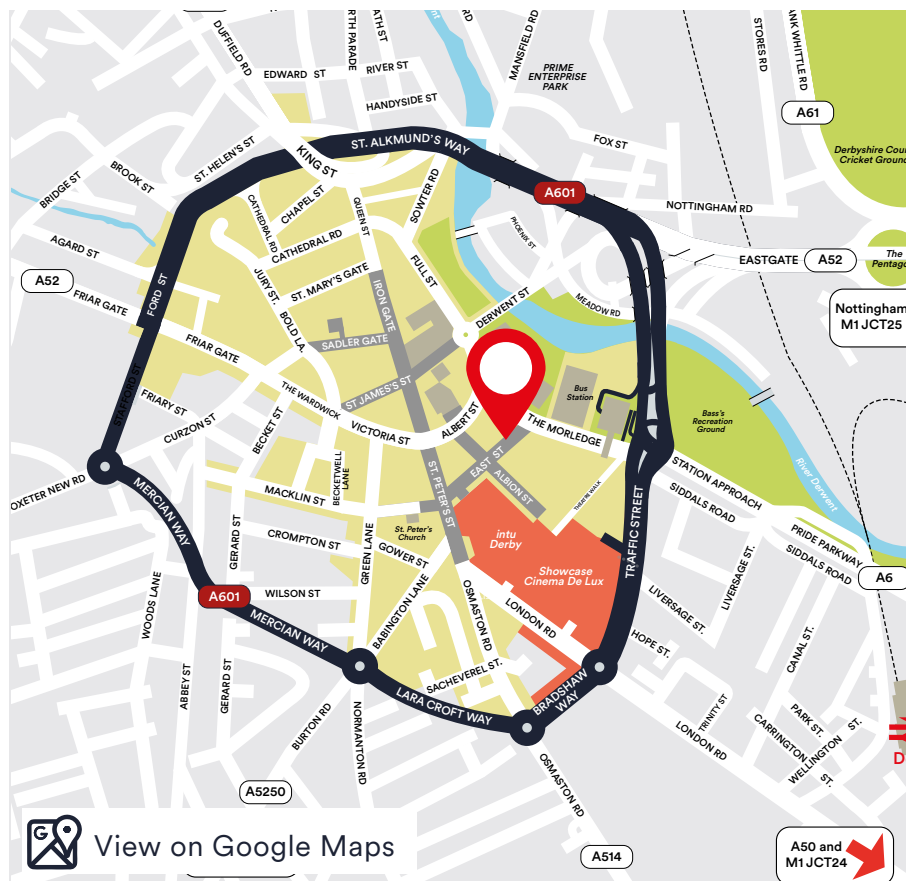 DUFFIELD RD
NORTH PARADE
MANSFIELD RD
STORES RD
FRANK WHITTLE RD
EDWARD ST
RIVER ST
PRIME
ENTERPRISE
PARK
HANDYSIDE ST
A61
ST. ALKMUND'S WAY
FOX ST
Derbyshire
Cricket Ground
ST. HELEN'S ST
KING ST
BROOK ST
BRIDGE ST
SOWTER RD
A601
CHAPEL ST
QUEEN ST
CATHEDRAL RD
CATHEDRAL RD
NOTTINGHAM RD
PHOENIX ST
AGARD ST
FULL ST
EASTGATE
A52
The
Pentagon
A52
JURY ST.
ST. MARY'S GATE
FORD ST
FRIAR GATE
IRON GATE
DERWENT ST
MEADOW RD
Nottingham
M1 JCT25
BOLD LA.
SADLER GATE
FRIAR GATE
STAFFORD ST
ST JAMES'S ST
Bus
Station
THE WARDWICK
FRIARY ST
BECKET ST
CURZON ST
VICTORIA ST
ALBERT ST
THE MORLEDGE
Bass's
Recreation
Ground
River Derwent
BECKETWELL
LANE
EAST ST
ST. PETER'S ST
ALBION ST
THEATRE WALK
STATION APPROACH
SIDDALS ROAD
OXETER NEW RD
MERCIAN WAY
MACKLIN ST
TRAFFIC STREET
St. Peter's
Church
intu
Derby
PRIDE PARKWAY
SIDDALS ROAD
GERARD ST
CROMPTON ST
GREEN LANE
GOWER ST
Showcase
Cinema De Lux
LIVERSAGE ST.
A6
A601
WILSON ST
BABINGTON LANE
OSMASTON RD
LONDON RD
LIVERSAGE ST.
WOODS LANE
MERCIAN WAY
HOPE ST.
CANAL ST.
ABBEY ST
GERARD ST
SACHEVEREL ST.
LARA CROFT WAY
BRADSHAW
WAY
TRINITY ST
PARK ST.
BURTON RD
NORMANTON RD
LONDON RD
CARRINGTON
ST.
WELLINGTON ST.
OSMASTON RD
D
A5250
View on Google Maps
A514
A50 and
M1 JCT24